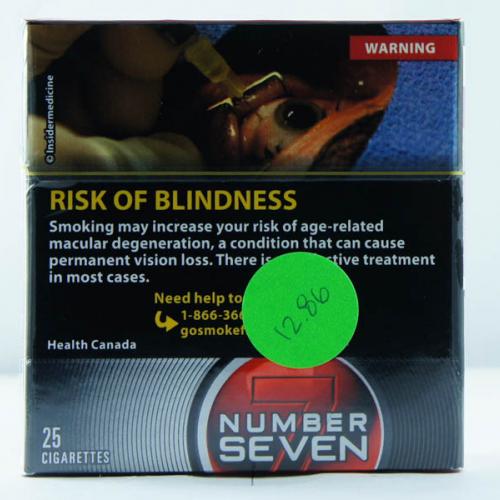 WARNING
© Insidermedicine
RISK OF BLINDNESS
Smoking may increase your risk of age-related
macular degeneration, a condition that can cause
permanent vision loss. There treatment
in most cases.
Need help to
1-866-366
gosmokef
12.86
Health Canada
7
NUMBER
SEVEN
25
CIGARETTES